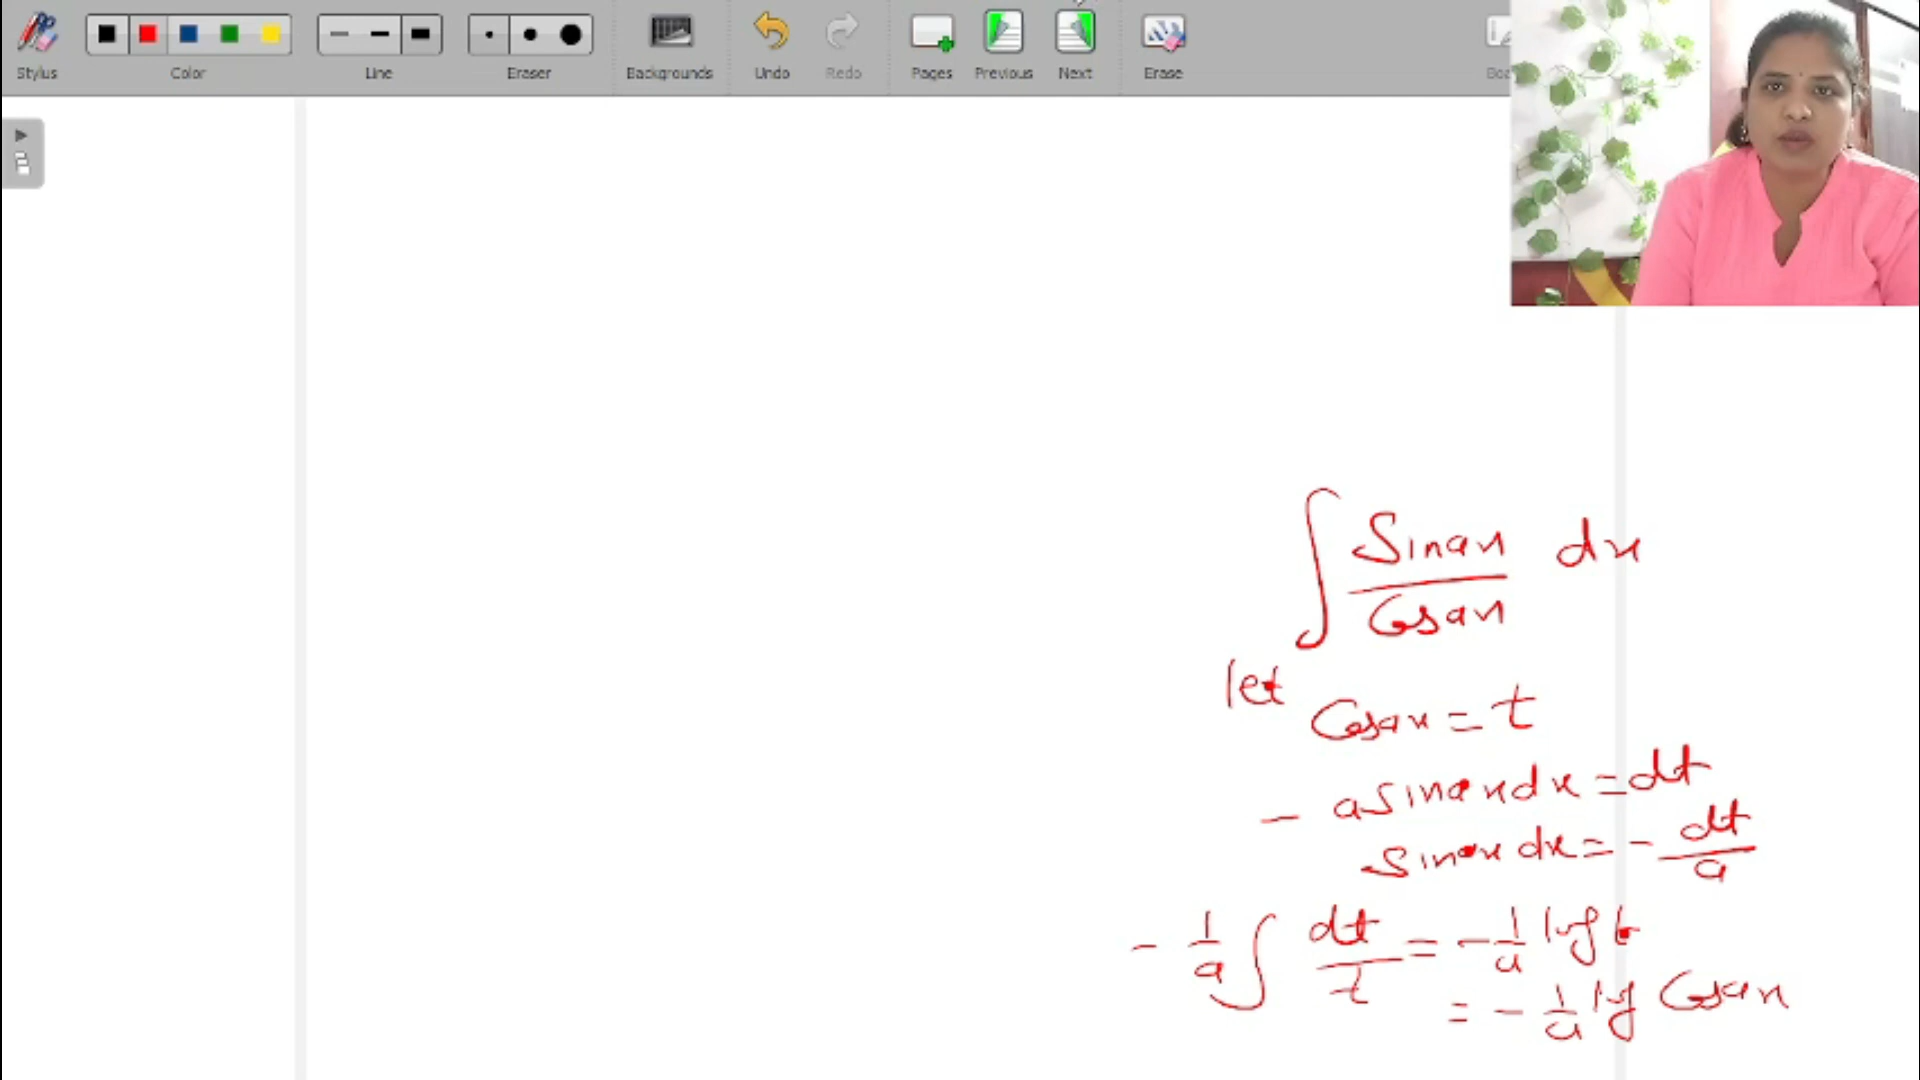 Stylus Color Line Eraser Backgrounds Undo Redo Pages Previous Next Erase
∫ Sinax/Cosax dx
let
Cosax = t
- a sinax dx = dt
sinax dx = - dt/a
- 1/a ∫ dt/t = - 1/a log t
= - 1/a log Cosax